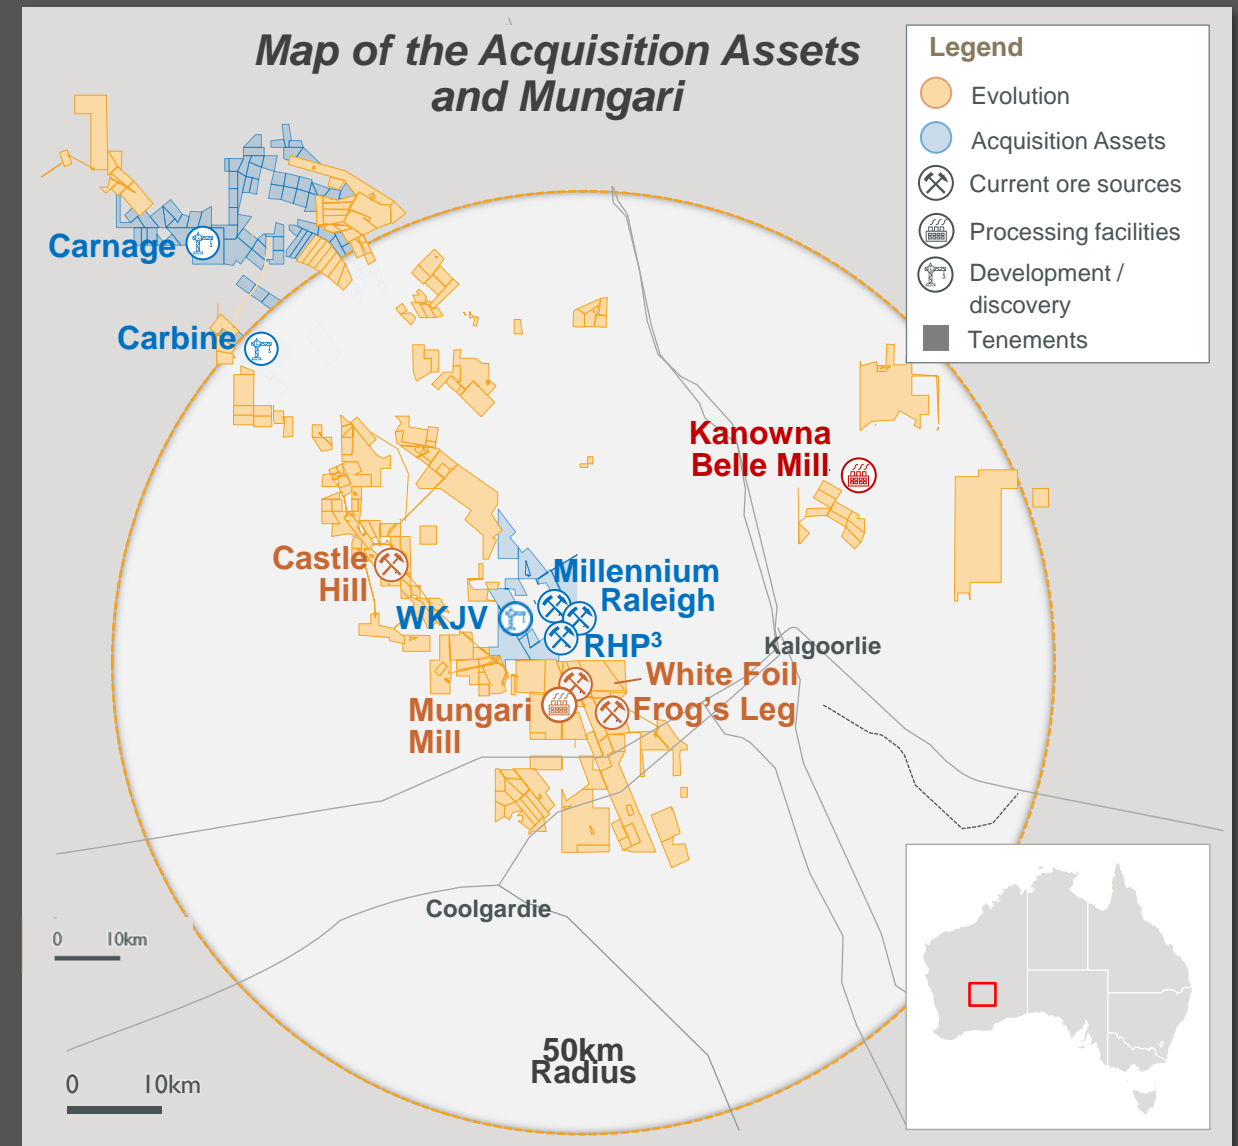 Map of the Acquisition Assets
and Mungari
Legend
Evolution
Acquisition Assets
Current ore sources
Processing facilities
Development /
discovery
Tenements
Carnage
Carbine
Kanowna
Belle Mill
Castle
Hill
Millennium
Raleigh
WKJV
RHP³
Kalgoorlie
White Foil
Mungari
Mill
Frog's Leg
Coolgardie
0 10km
50km
Radius
0 10km